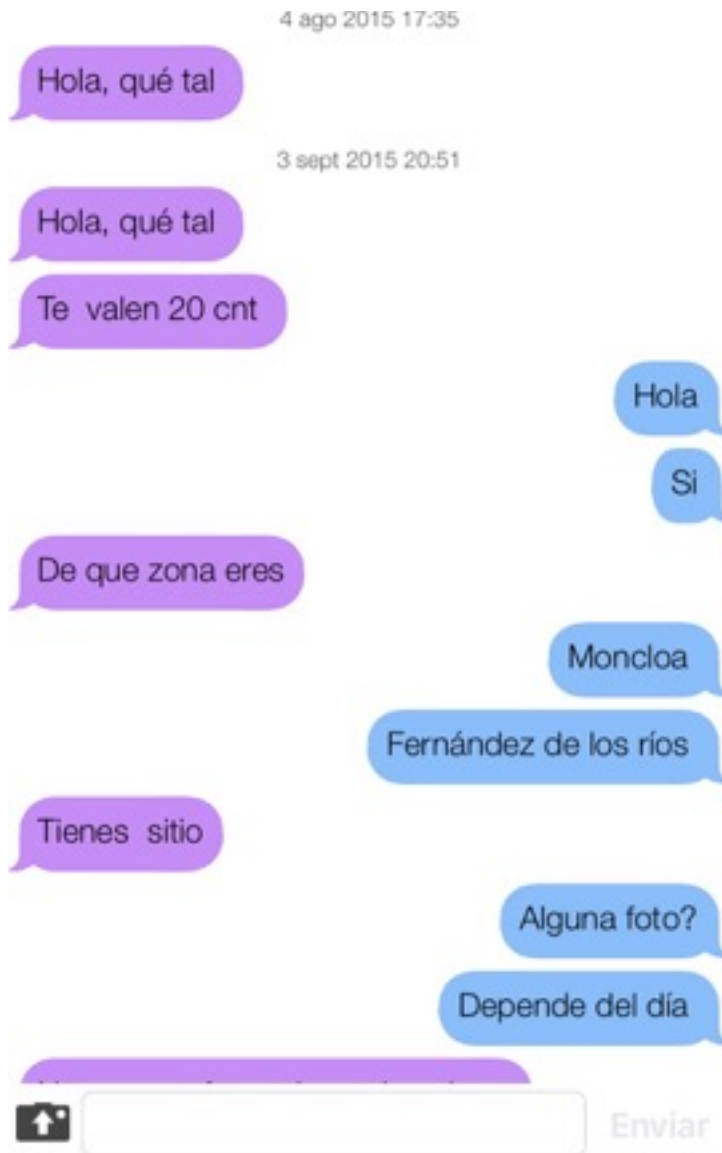 4 ago 2015 17:35
Hola, qué tal
3 sept 2015 20:51
Hola, qué tal
Te valen 20 cnt
Hola
Si
De que zona eres
Moncloa
Fernández de los ríos
Tienes sitio
Alguna foto?
Depende del día
Enviar